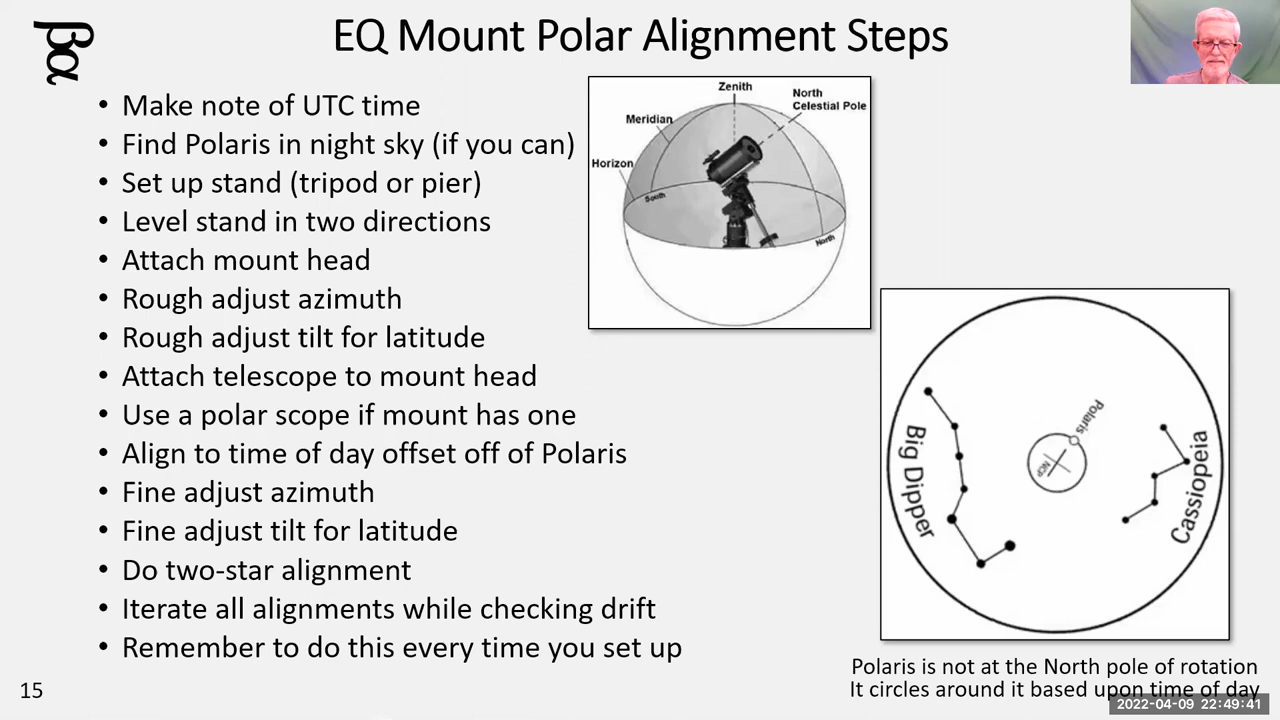 βα
EQ Mount Polar Alignment Steps
• Make note of UTC time
• Find Polaris in night sky (if you can)
• Set up stand (tripod or pier)
• Level stand in two directions
• Attach mount head
• Rough adjust azimuth
• Rough adjust tilt for latitude
• Attach telescope to mount head
• Use a polar scope if mount has one
• Align to time of day offset off of Polaris
• Fine adjust azimuth
• Fine adjust tilt for latitude
• Do two-star alignment
• Iterate all alignments while checking drift
• Remember to do this every time you set up
Zenith
North
Celestial Pole
Meridian
Horizon
South
North
Polaris
NCP
Big Dipper
Cassiopeia
Polaris is not at the North pole of rotation
It circles around it based upon time of day
15
2022-04-09 22:49:41